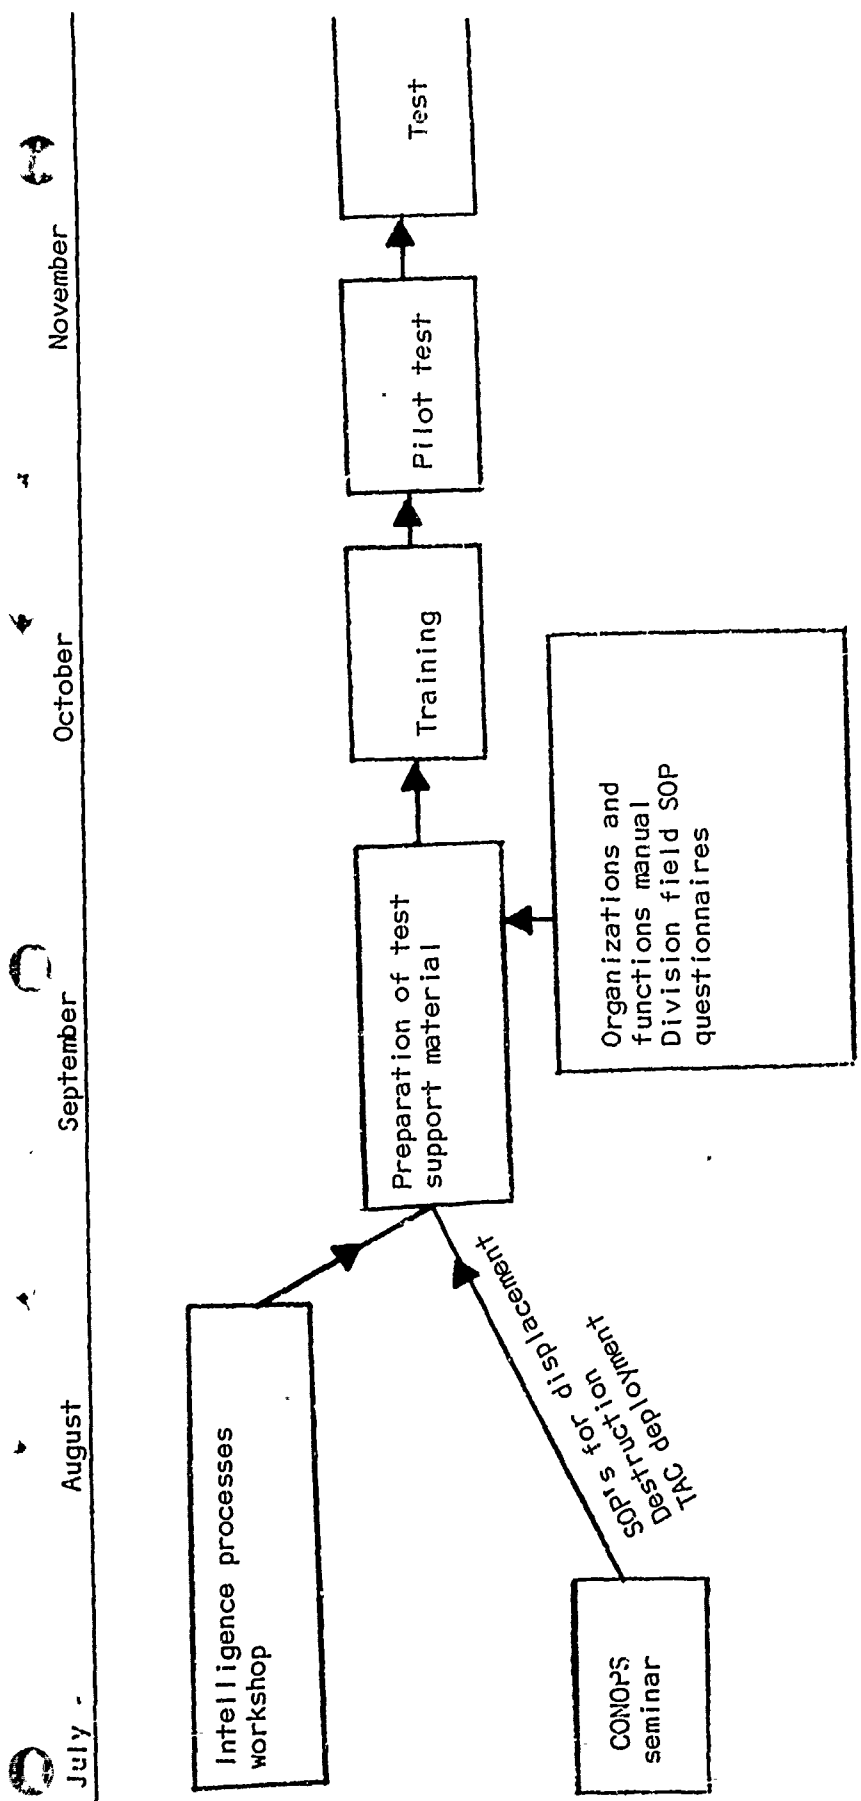 July -
August
September
October
November
Intelligence processes
workshop
CONOPS
seminar
SOP's for displacement
Destruction
TAC deployment
Preparation of test
support material
Organizations and
functions manual
Division field SOP
questionnaires
Training
Pilot test
Test